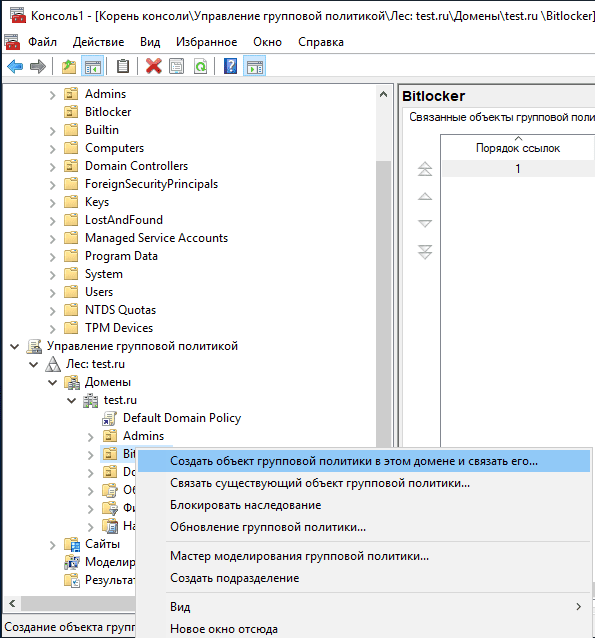 Консоль1 - [Корень консоли\Управление групповой политикой\Лес: test.ru\Домены\test.ru \Bitlocker]
Файл Действие Вид Избранное Окно Справка
Admins
Bitlocker
Builtin
Computers
Domain Controllers
ForeignSecurityPrincipals
Keys
LostAndFound
Managed Service Accounts
Program Data
System
Users
NTDS Quotas
TPM Devices
Управление групповой политикой
Лес: test.ru
Домены
test.ru
Default Domain Policy
Admins
Bit
Do
Об
Фи
На
Сайты
Моделир
Результат
Создание объекта групп
Bitlocker
Связанные объекты групповой поли
Порядок ссылок
1
Создать объект групповой политики в этом домене и связать его...
Связать существующий объект групповой политики...
Блокировать наследование
Обновление групповой политики...
Мастер моделирования групповой политики...
Создать подразделение
Вид
Новое окно отсюда